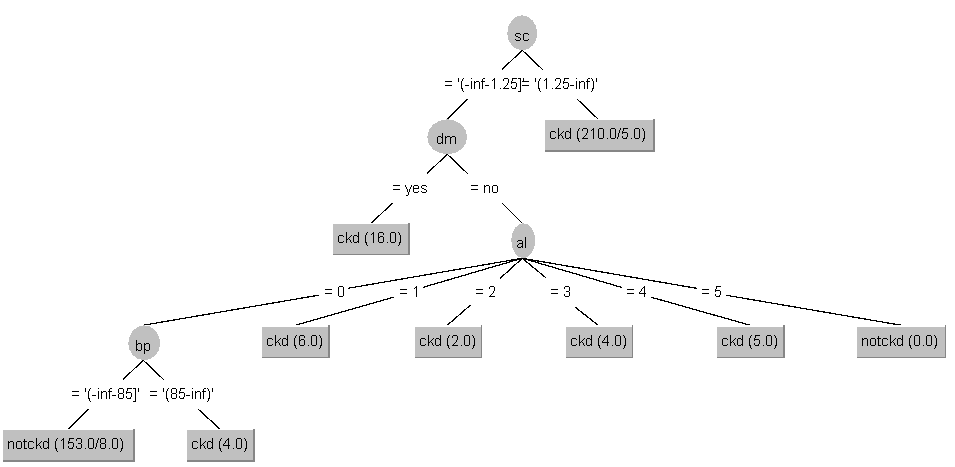 sc
= '(-inf-1.25]'
= '(1.25-inf)'
dm
ckd (210.0/5.0)
= yes
= no
ckd (16.0)
al
= 0
= 1
= 2
= 3
= 4
= 5
bp
ckd (6.0)
ckd (2.0)
ckd (4.0)
ckd (5.0)
notckd (0.0)
= '(-inf-85]'
= '(85-inf)'
notckd (153.0/8.0)
ckd (4.0)